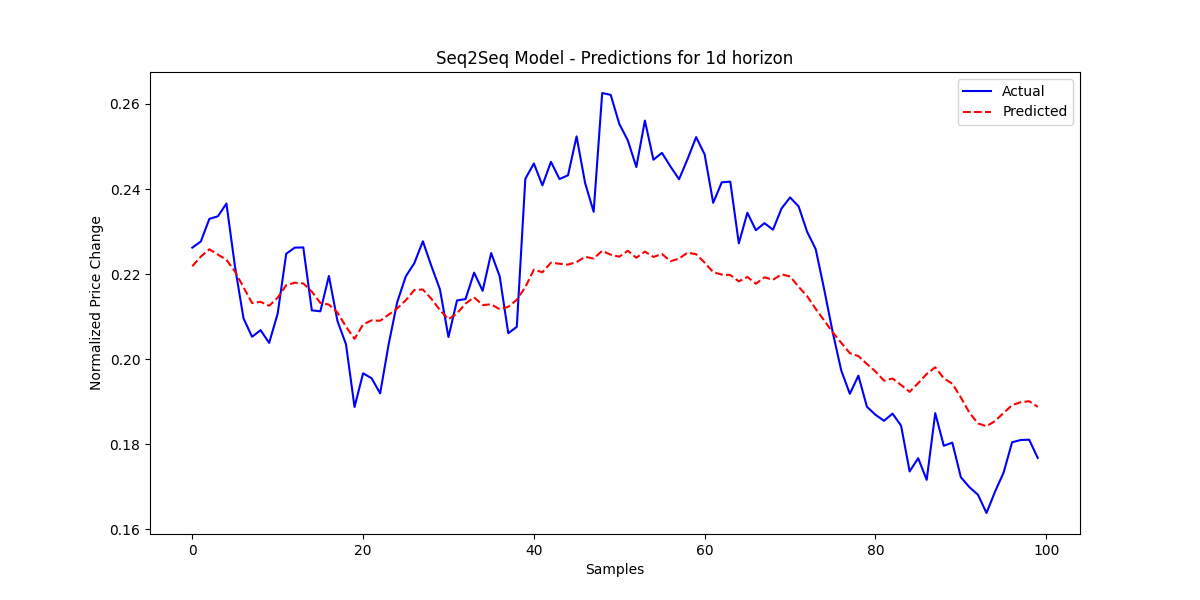 Seq2Seq Model - Predictions for 1d horizon
Actual
Predicted
Normalized Price Change
0.26
0.24
0.22
0.20
0.18
0.16
0 20 40 60 80 100
Samples